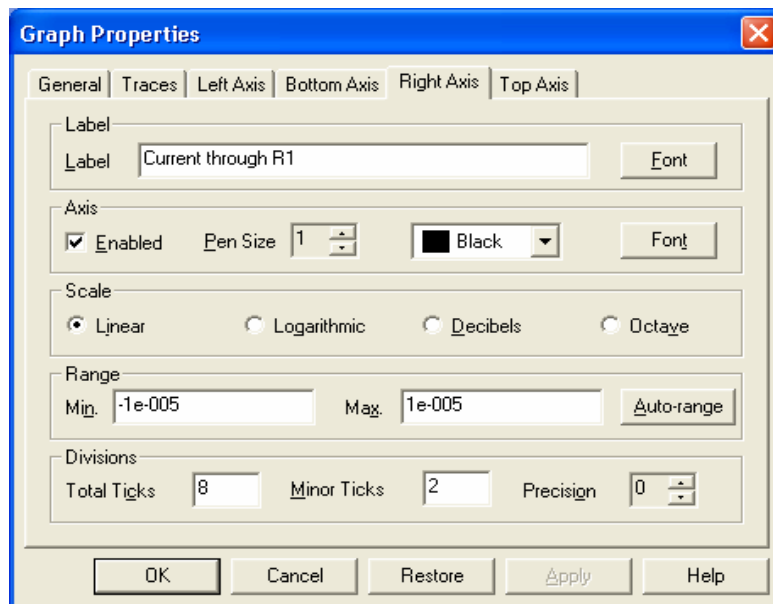 Graph Properties
General Traces Left Axis Bottom Axis Right Axis Top Axis
Label
Label Current through R1 Font
Axis
Enabled Pen Size 1 Black Font
Scale
Linear Logarithmic Decibels Octave
Range
Min. -1e-005 Max. 1e-005 Auto-range
Divisions
Total Ticks 8 Minor Ticks 2 Precision 0
OK Cancel Restore Apply Help